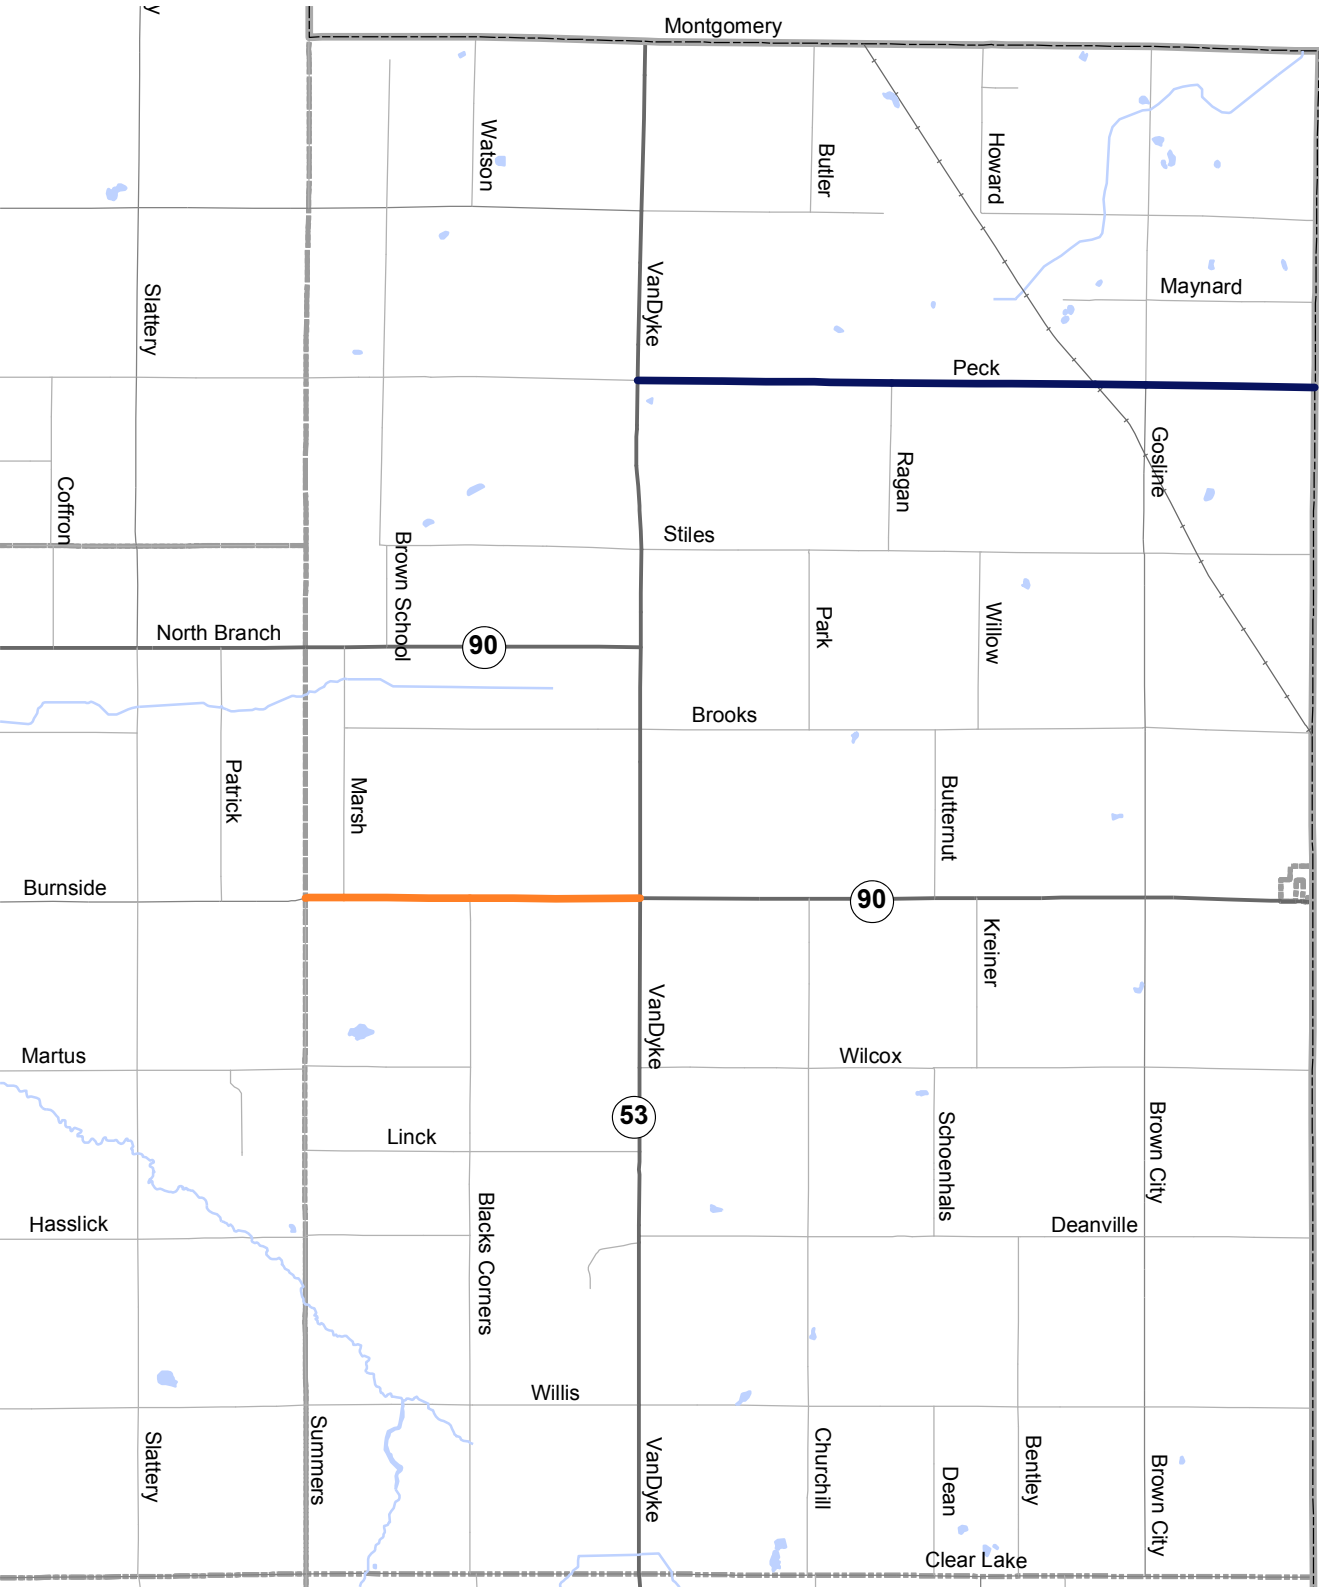 y
Montgomery
Watson
Butler
Howard
VanDyke
Slattery
Maynard
Peck
Gosline
Ragan
Coffron
Stiles
Brown School
Park
Willow
North Branch
90
Brooks
Patrick
Marsh
Butternut
Burnside
90
Kreiner
VanDyke
Martus
Wilcox
53
Linck
Schoenhals
Brown City
Blacks Corners
Hasslick
Deanville
Willis
Slattery
Summers
VanDyke
Churchill
Dean
Bentley
Brown City
Clear Lake